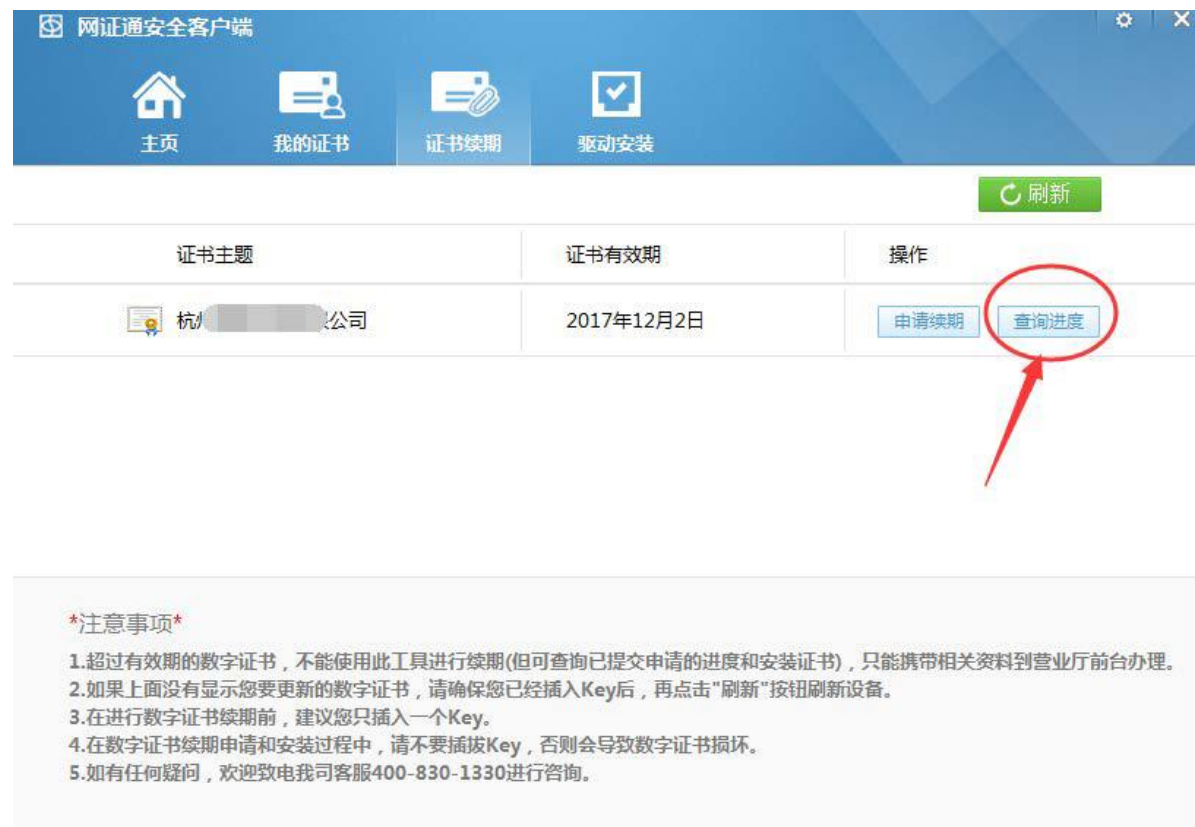 网证通安全客户端
主页 我的证书 证书续期 驱动安装
刷新
证书主题 证书有效期 操作
杭 公司 2017年12月2日 申请续期 查询进度
*注意事项*
1.超过有效期的数字证书，不能使用此工具进行续期(但可查询已提交申请的进度和安装证书)，只能携带相关资料到营业厅前台办理。
2.如果上面没有显示您要更新的数字证书，请确保您已经插入Key后，再点击"刷新"按钮刷新设备。
3.在进行数字证书续期前，建议您只插入一个Key。
4.在数字证书续期申请和安装过程中，请不要插拔Key，否则会导致数字证书损坏。
5.如有任何疑问，欢迎致电我司客服400-830-1330进行咨询。